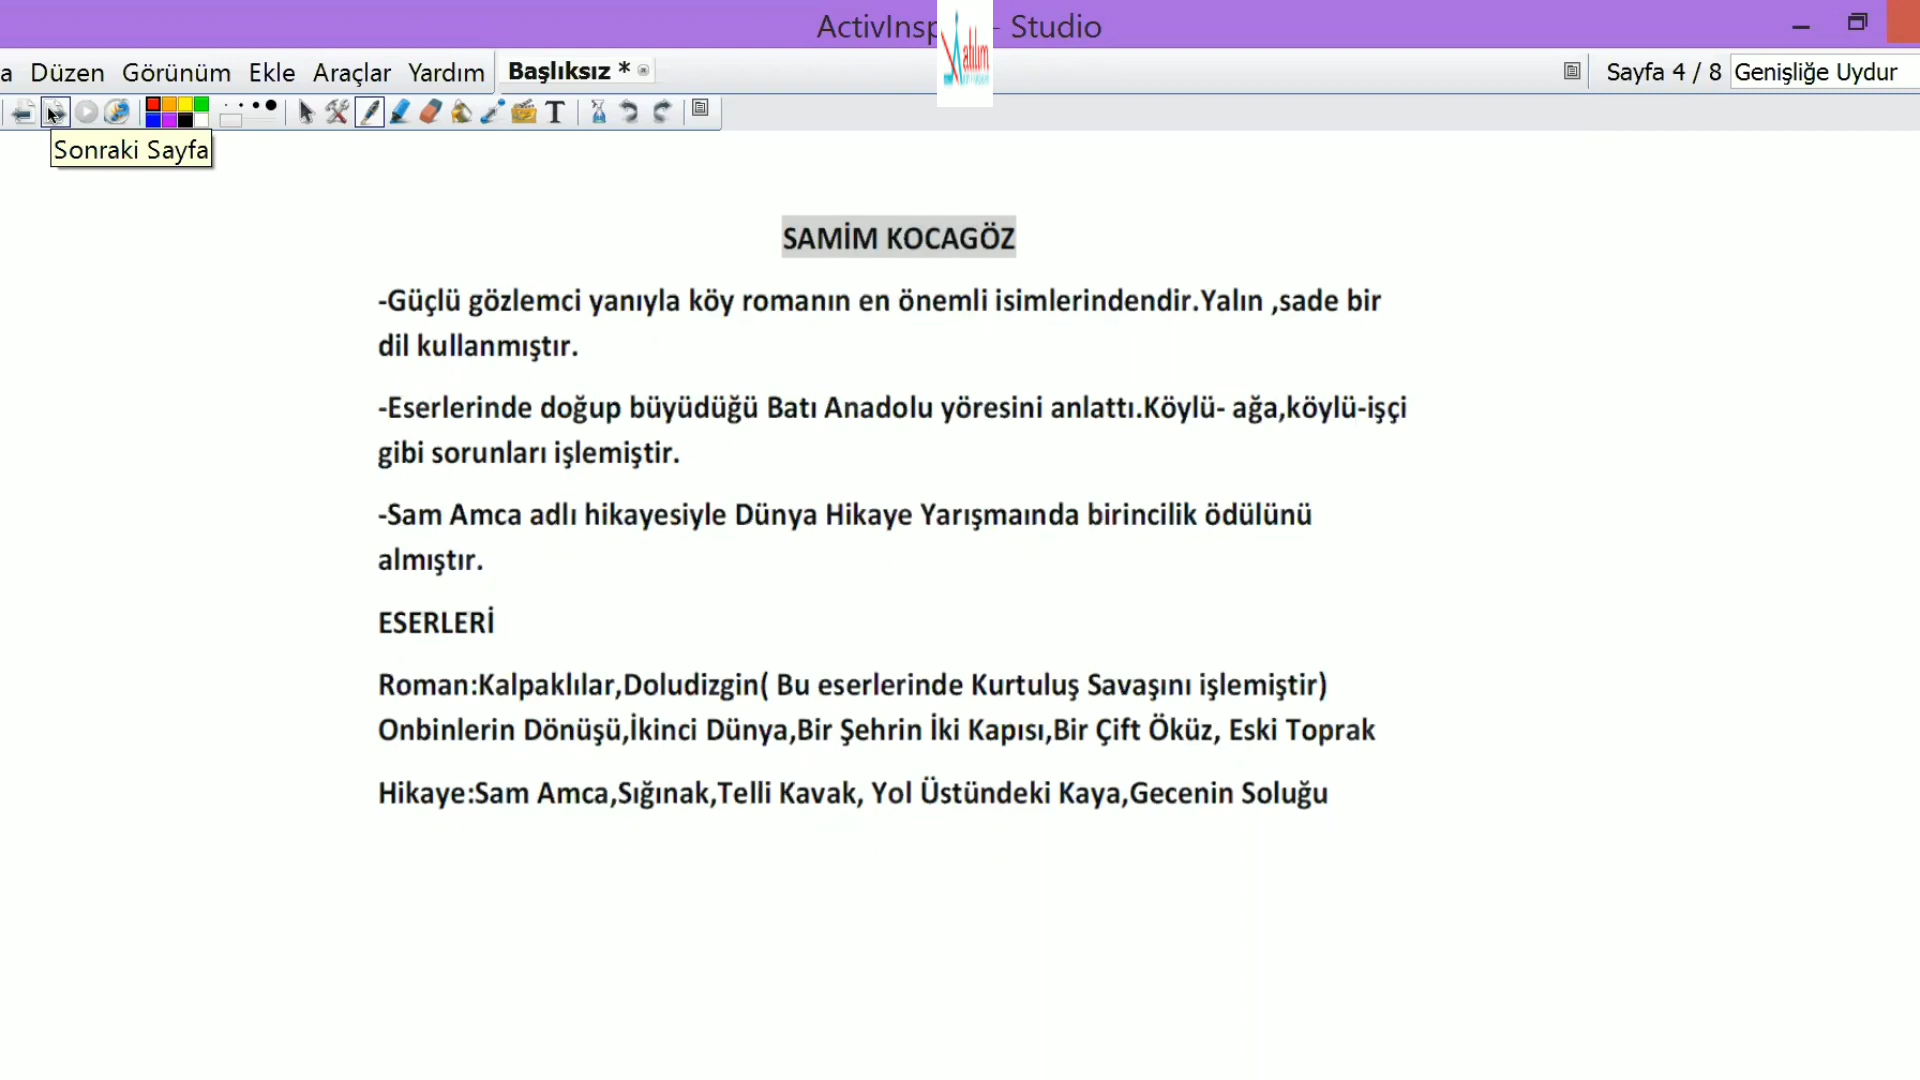 ActivInsp - Studio
a Düzen Görünüm Ekle Araçlar Yardım Başlıksız * Sayfa 4 / 8 Genişliğe Uydur
T
Sonraki Sayfa
atılım
SAMİM KOCAGÖZ
-Güçlü gözlemci yanıyla köy romanın en önemli isimlerindendir.Yalın ,sade bir
dil kullanmıştır.
-Eserlerinde doğup büyüdüğü Batı Anadolu yöresini anlattı.Köylü- ağa,köylü-işçi
gibi sorunları işlemiştir.
-Sam Amca adlı hikayesiyle Dünya Hikaye Yarışmaında birincilik ödülünü
almıştır.
ESERLERİ
Roman:Kalpaklılar,Doludizgin( Bu eserlerinde Kurtuluş Savaşını işlemiştir)
Onbinlerin Dönüşü,İkinci Dünya,Bir Şehrin İki Kapısı,Bir Çift Öküz, Eski Toprak
Hikaye:Sam Amca,Sığınak,Telli Kavak, Yol Üstündeki Kaya,Gecenin Soluğu